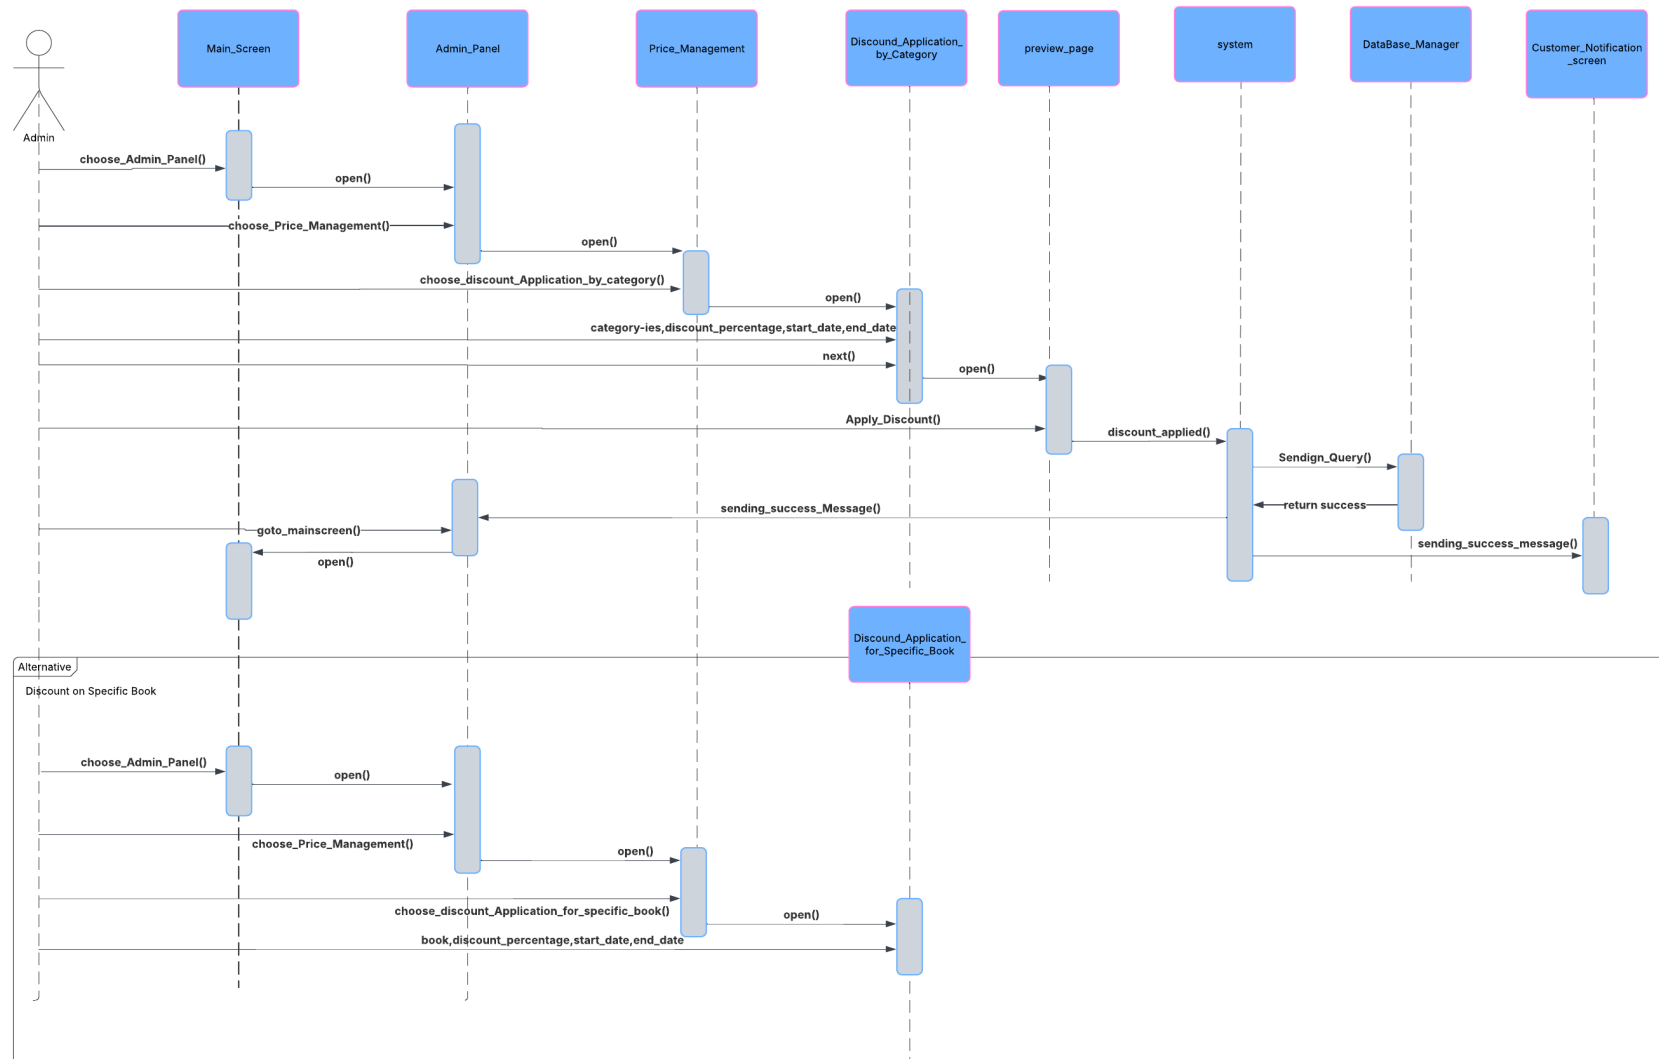 Main_Screen
Admin_Panel
Price_Management
Discound_Application_
by_Category
preview_page
system
DataBase_Manager
Customer_Notification
_screen
Admin
choose_Admin_Panel()
open()
choose_Price_Management()
open()
choose_discount_Application_by_category()
open()
category-ies,discount_percentage,start_date,end_date
next()
open()
Apply_Discount()
discount_applied()
Sendign_Query()
return success
sending_success_Message()
goto_mainscreen()
sending_success_message()
open()
Discound_Application_
for_Specific_Book
Alternative
Discount on Specific Book
choose_Admin_Panel()
open()
choose_Price_Management()
open()
choose_discount_Application_for_specific_book()
open()
book,discount_percentage,start_date,end_date